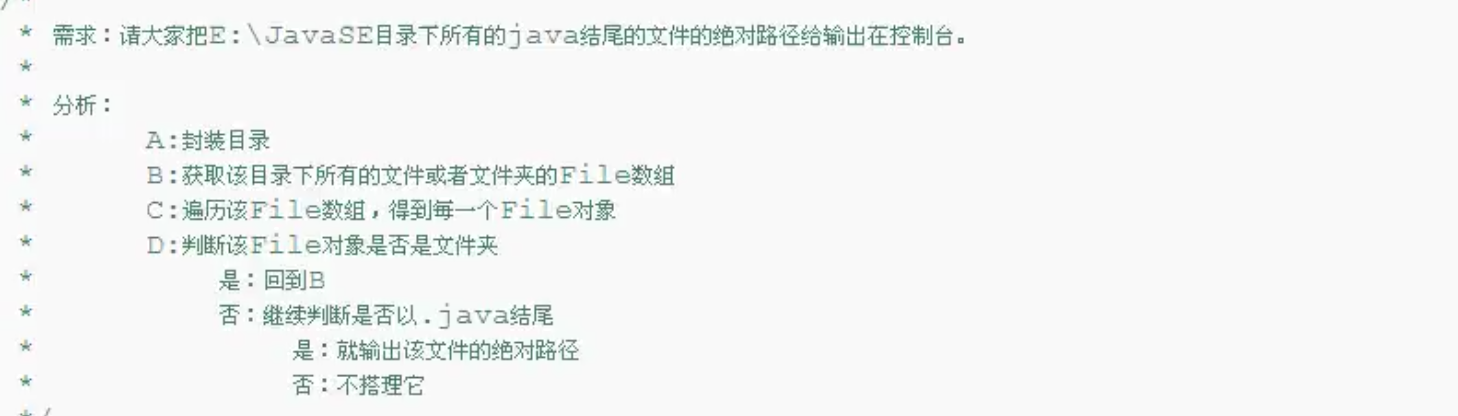 /*
* 需求：请大家把E:\JavaSE目录下所有的java结尾的文件的绝对路径给输出在控制台。
*
* 分析：
* A:封装目录
* B:获取该目录下所有的文件或者文件夹的File数组
* C:遍历该File数组，得到每一个File对象
* D:判断该File对象是否是文件夹
* 是：回到B
* 否：继续判断是否以.java结尾
* 是：就输出该文件的绝对路径
* 否：不搭理它
*/